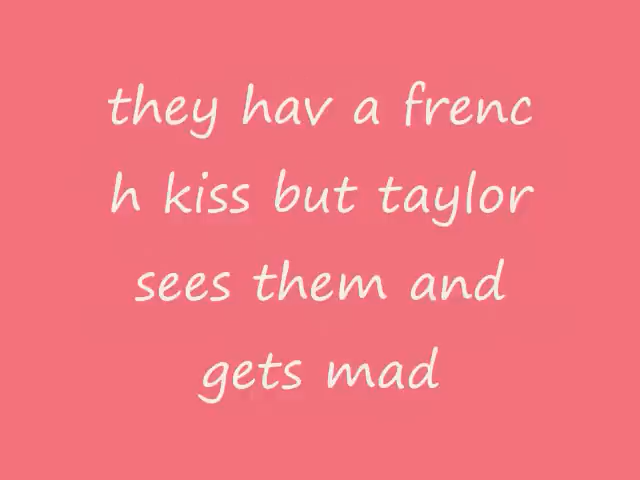 they hav a frenc
h kiss but taylor
sees them and
gets mad